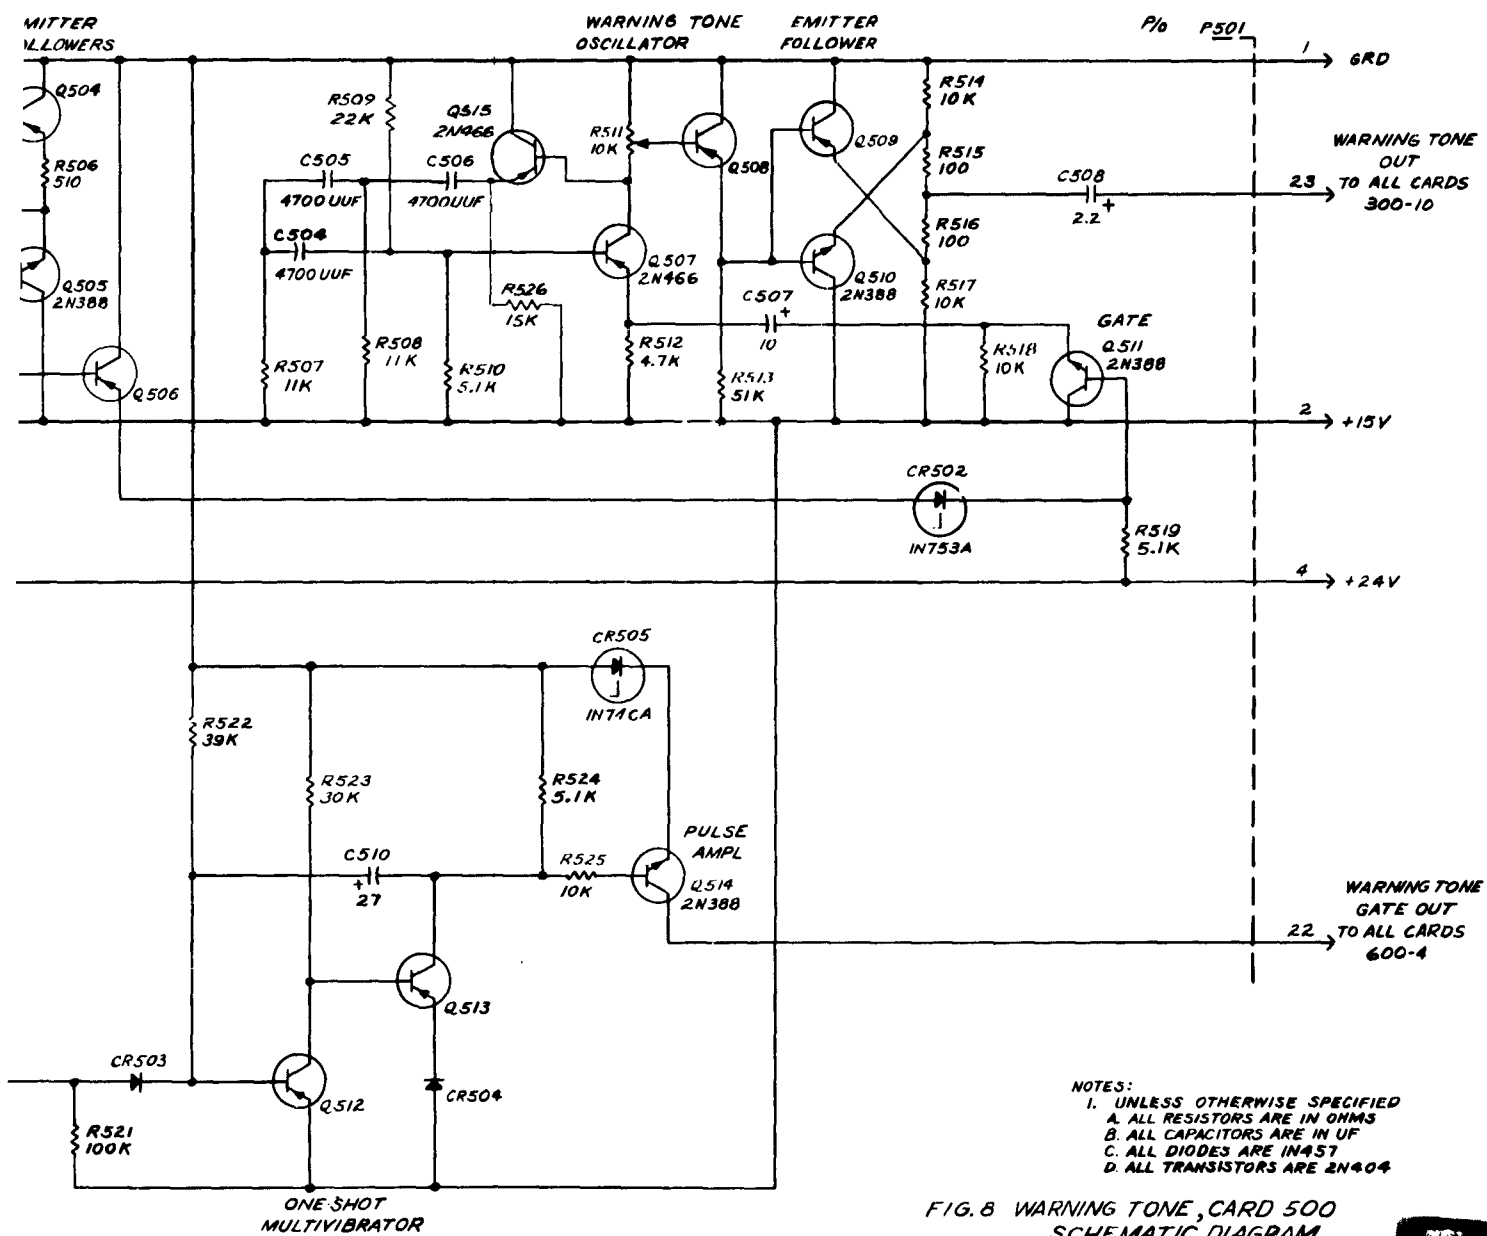 MITTER
LLOWERS
WARNING TONE
OSCILLATOR
EMITTER
FOLLOWER
P/O P501
1 GRD
Q504
R506
510
Q505
2N388
Q506
R509
22K
Q515
2N466
C505
4700 UUF
C506
4700 UUF
C504
4700 UUF
R507
11K
R508
11K
R510
5.1K
R526
15K
R511
10K
Q507
2N466
R512
4.7K
Q508
R513
51K
C507
+
10
Q509
Q510
2N388
R514
10K
R515
100
R516
100
R517
10K
C508
2.2 +
WARNING TONE
OUT
23 TO ALL CARDS
300-10
R518
10K
GATE
Q511
2N388
2 +15V
CR502
IN753A
R519
5.1K
4 +24V
CR505
R522
39K
R523
30K
R524
5.1K
C510
+
27
R525
10K
PULSE
AMPL
Q514
2N388
WARNING TONE
GATE OUT
22 TO ALL CARDS
600-4
Q513
CR503
Q512
CR504
R521
100K
ONE-SHOT
MULTIVIBRATOR
NOTES:
1. UNLESS OTHERWISE SPECIFIED
A. ALL RESISTORS ARE IN OHMS
B. ALL CAPACITORS ARE IN UF
C. ALL DIODES ARE IN457
D. ALL TRANSISTORS ARE 2N404
FIG. 8 WARNING TONE, CARD 500
SCHEMATIC DIAGRAM